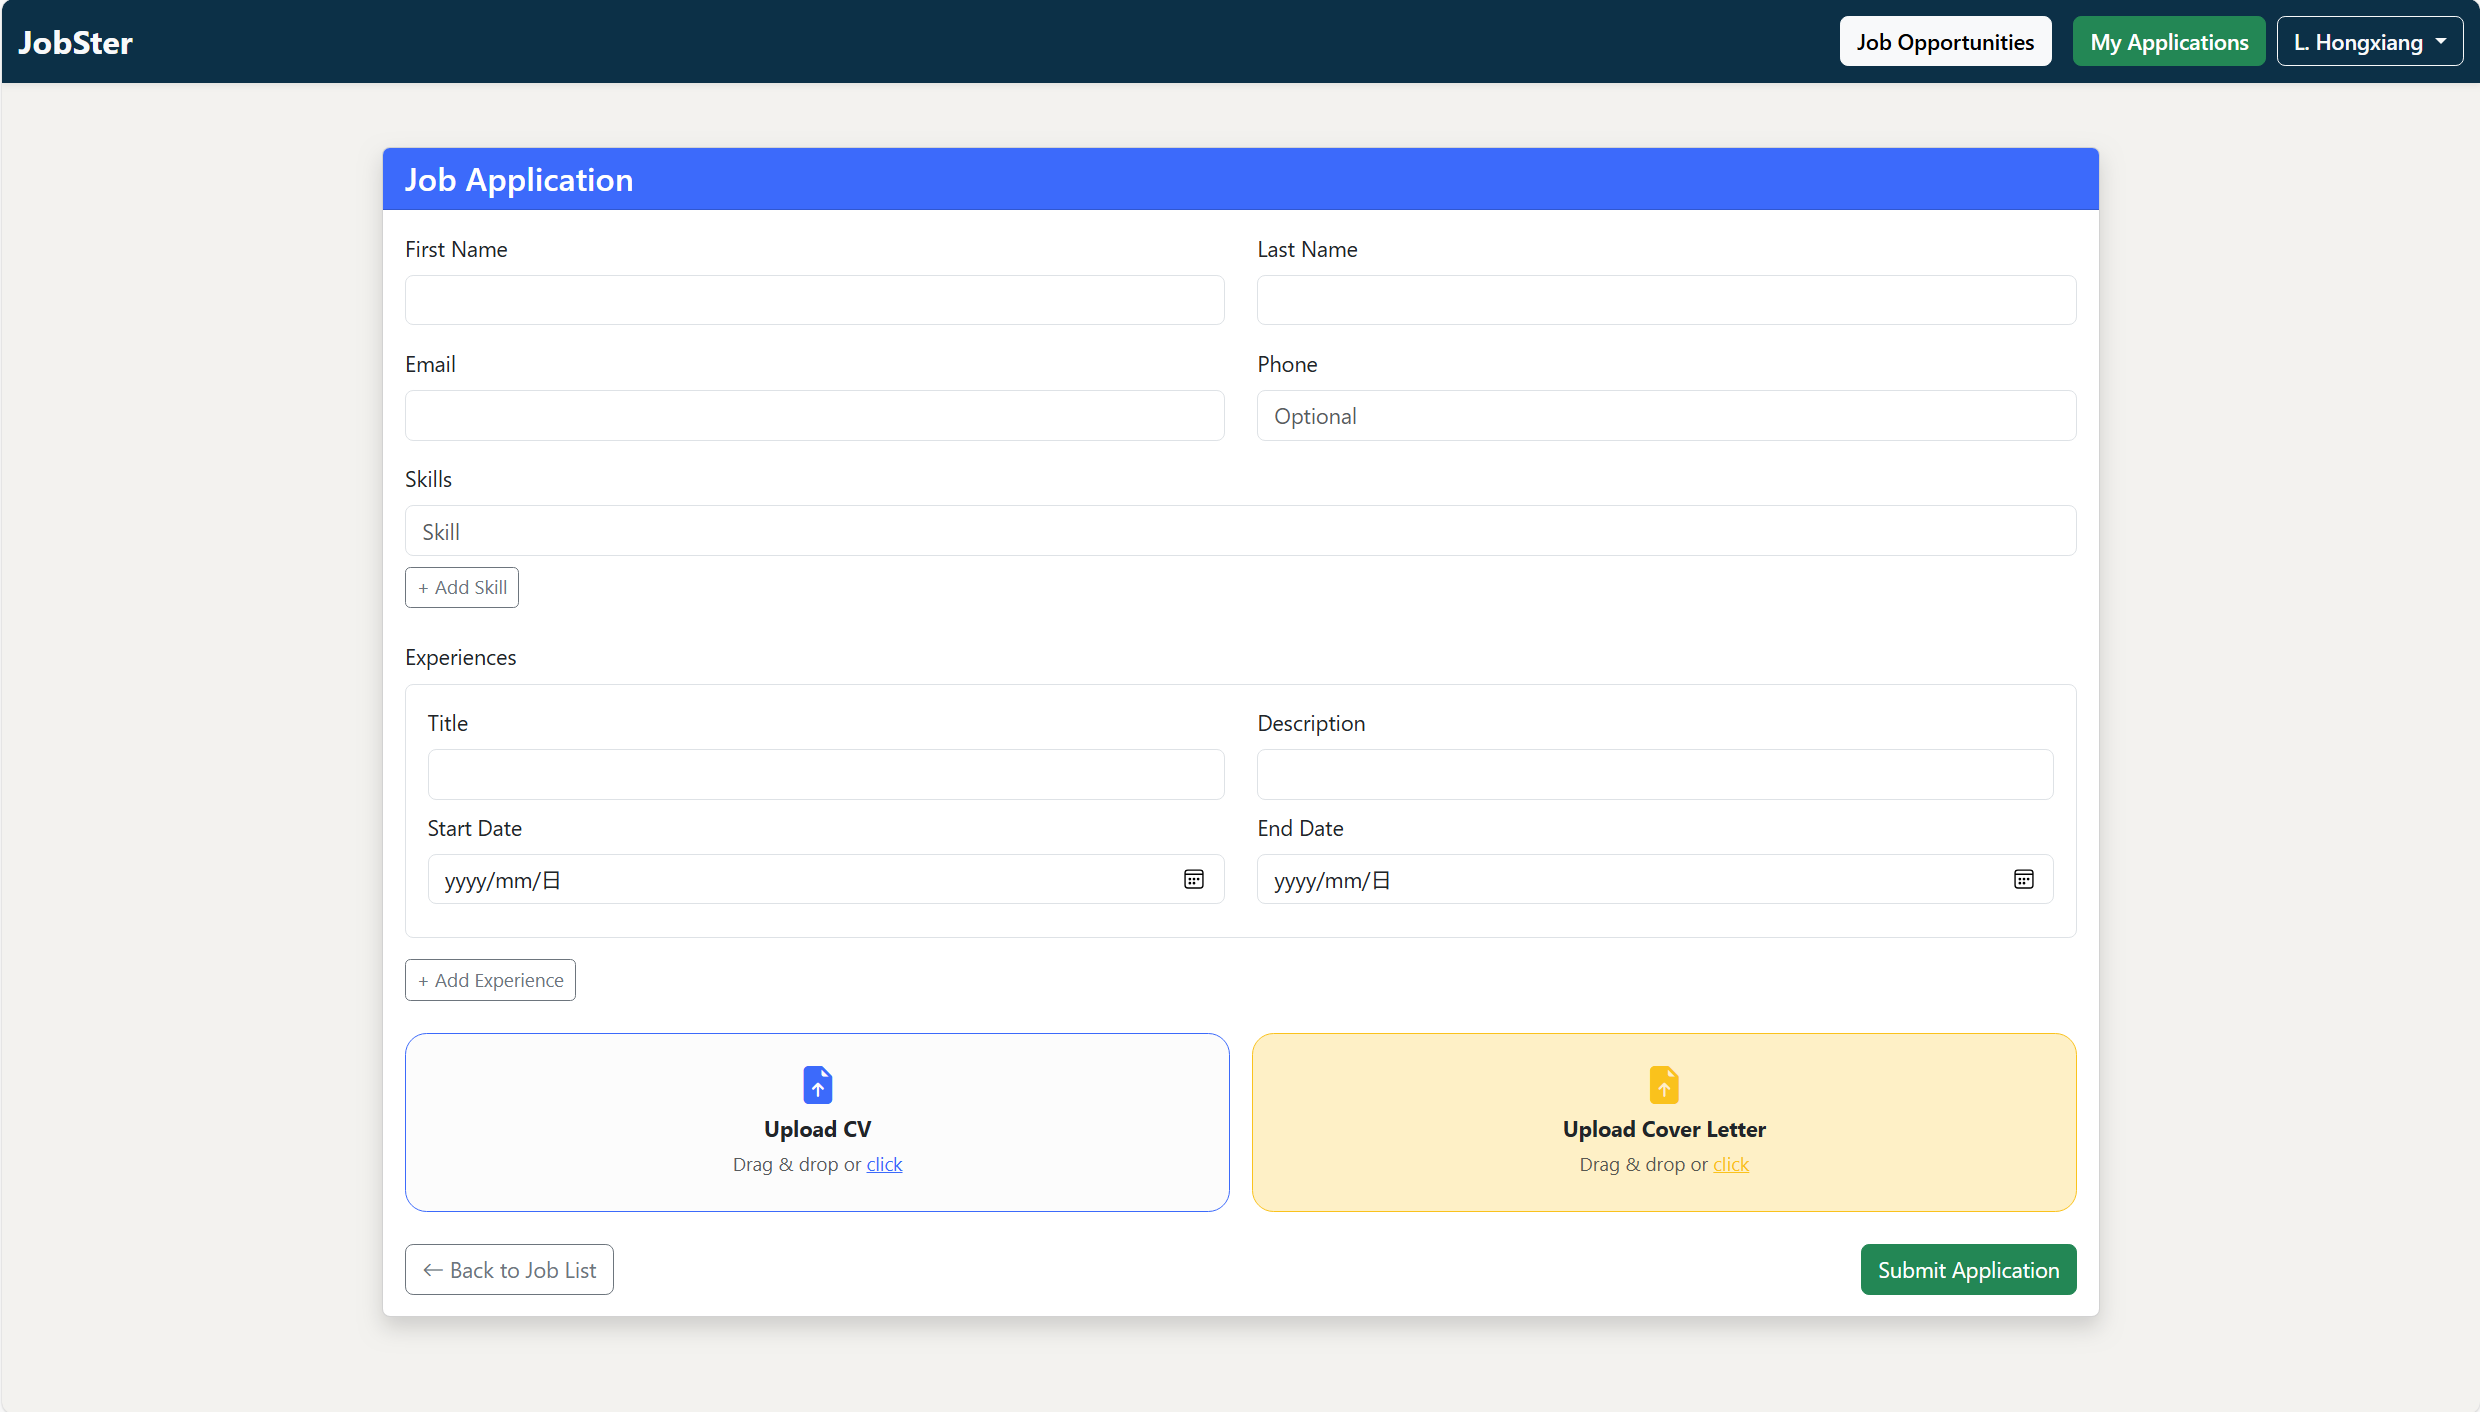 JobSter
Job Opportunities
My Applications
L. Hongxiang
Job Application
First Name
Last Name
Email
Phone
Optional
Skills
Skill
+ Add Skill
Experiences
Title
Description
Start Date
End Date
yyyy/mm/日
yyyy/mm/日
+ Add Experience
Upload CV
Drag & drop or click
Upload Cover Letter
Drag & drop or click
← Back to Job List
Submit Application